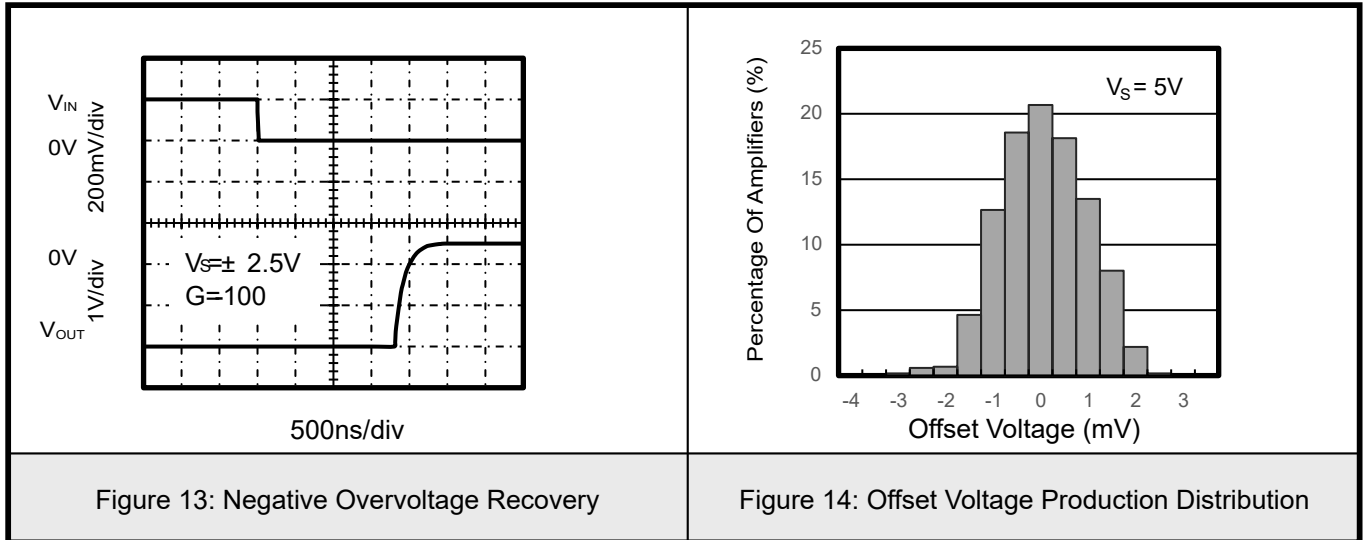 V_IN
0V
200mV/div
0V
1V/div
V_OUT
Vs=± 2.5V
G=-100
500ns/div
Figure 13: Negative Overvoltage Recovery
Percentage Of Amplifiers (%)
25
20
15
10
5
0
V_S= 5V
-4 -3 -2 -1 0 1 2 3
Offset Voltage (mV)
Figure 14: Offset Voltage Production Distribution